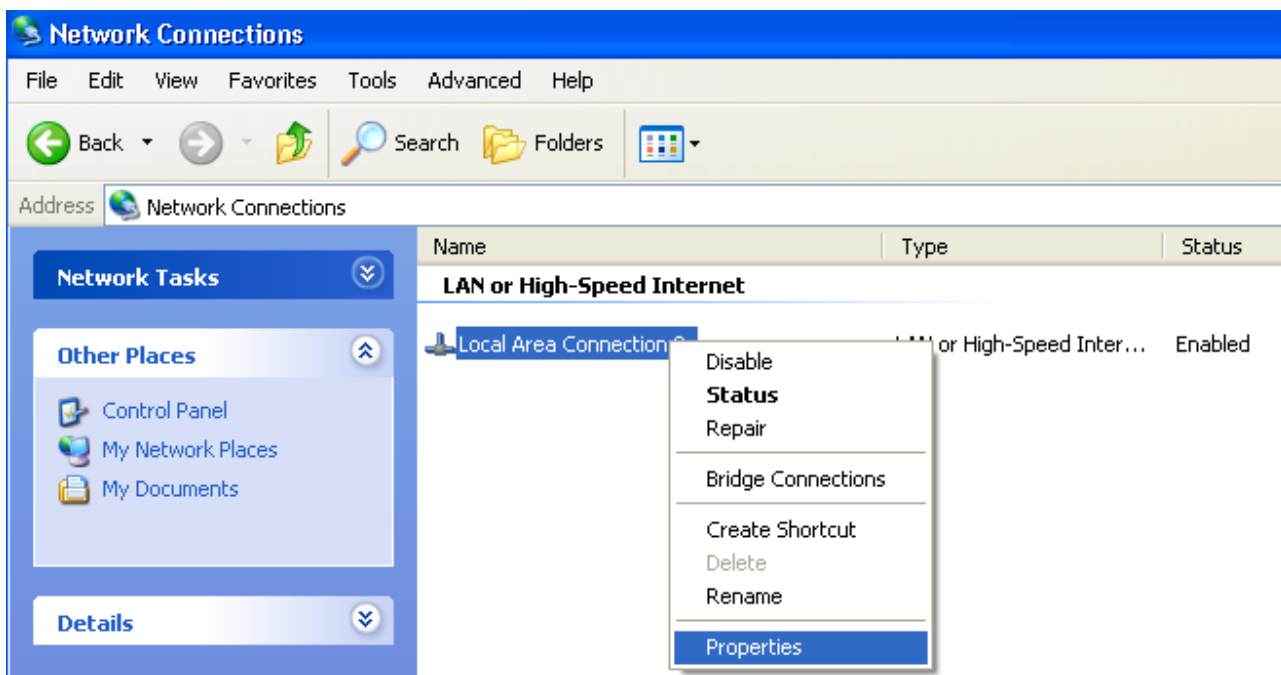 Network Connections
File Edit View Favorites Tools Advanced Help
Back Search Folders
Address Network Connections
Name Type Status
Network Tasks
LAN or High-Speed Internet
Other Places
Local Area Connection or High-Speed Inter... Enabled
Control Panel
My Network Places
My Documents
Details
Disable
Status
Repair
Bridge Connections
Create Shortcut
Delete
Rename
Properties